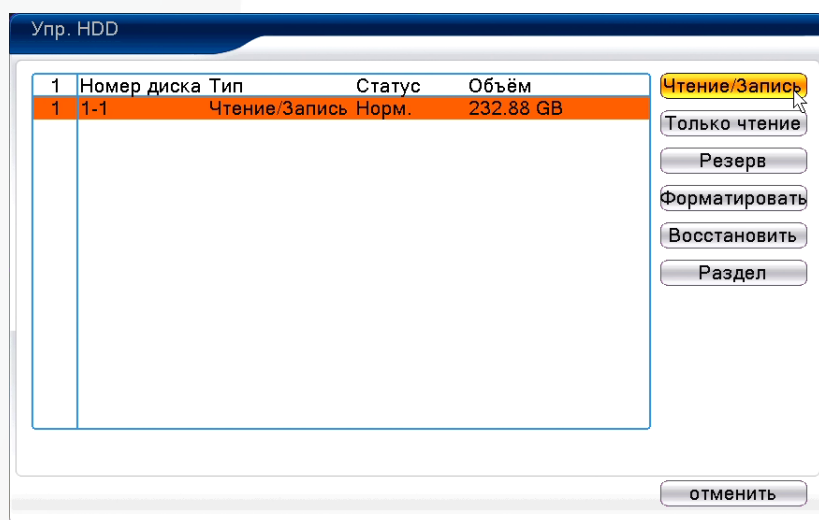 Упр. HDD
1 Номер диска Тип Статус Объём
1 1-1 Чтение/Запись Норм. 232.88 GB
Чтение/Запись
Только чтение
Резерв
Форматировать
Восстановить
Раздел
отменить